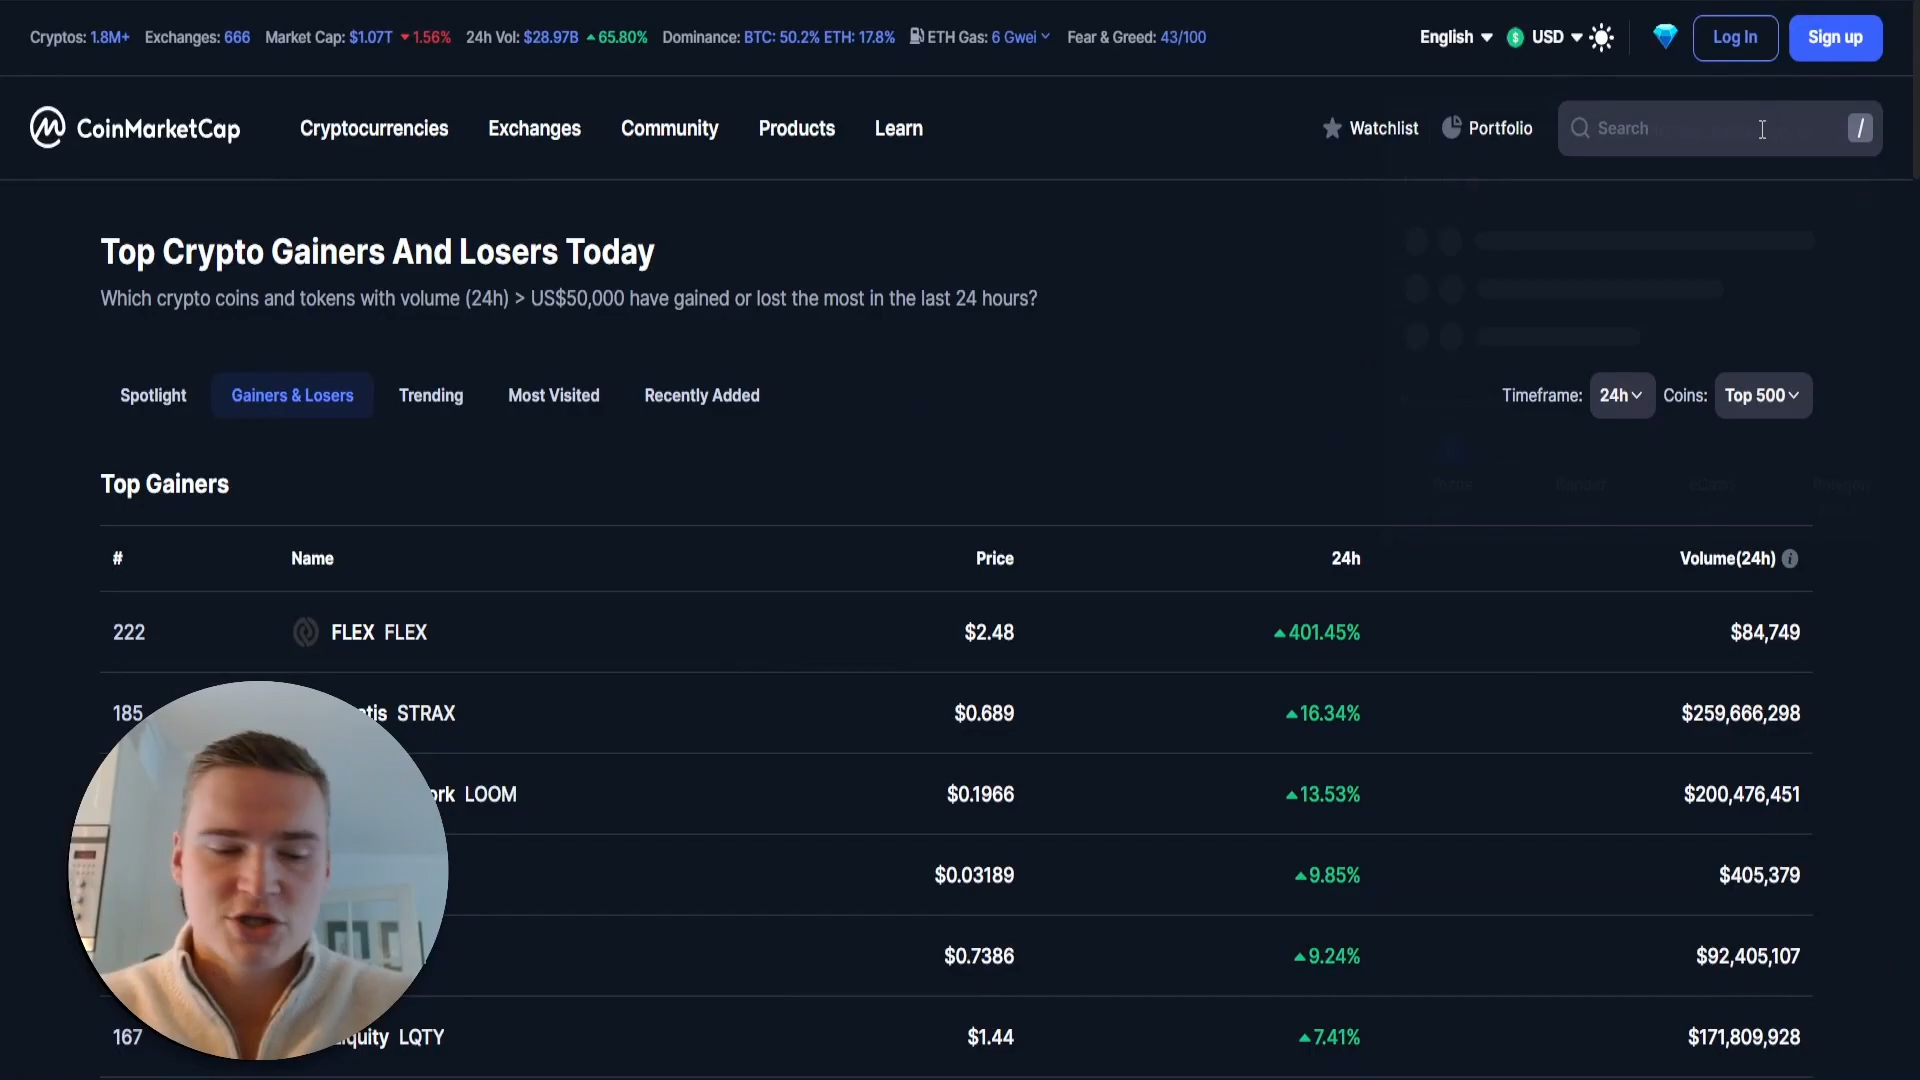 Cryptos: 1.8M+ Exchanges: 666 Market Cap: $1.07T 1.56% 24h Vol: $28.97B 65.80% Dominance: BTC: 50.2% ETH: 17.8% ETH Gas: 6 Gwei Fear & Greed: 43/100 English USD Log In Sign up
CoinMarketCap Cryptocurrencies Exchanges Community Products Learn Watchlist Portfolio Search /
Top Crypto Gainers And Losers Today
Which crypto coins and tokens with volume (24h) > US$50,000 have gained or lost the most in the last 24 hours?
Spotlight Gainers & Losers Trending Most Visited Recently Added Timeframe: 24h Coins: Top 500
Top Gainers
# Name Price 24h Volume(24h)
222 FLEX FLEX $2.48 401.45% $84,749
185 STRAX $0.689 16.34% $259,666,298
LOOM $0.1966 13.53% $200,476,451
$0.03189 9.85% $405,379
$0.7386 9.24% $92,405,107
167 LQTY $1.44 7.41% $171,809,928